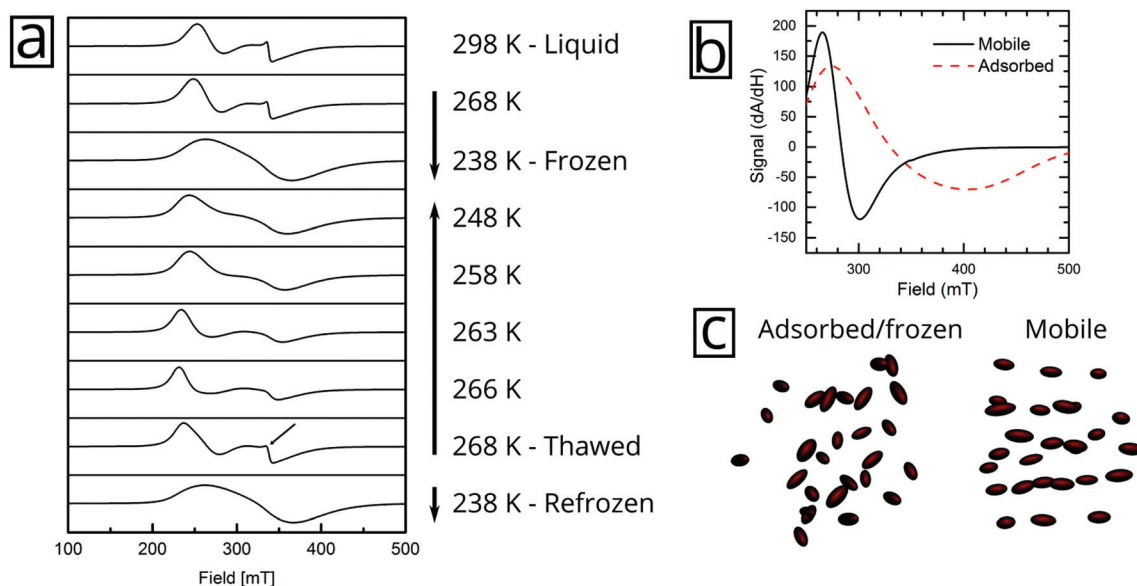 a
298 K - Liquid
268 K
238 K - Frozen
248 K
258 K
263 K
266 K
268 K - Thawed
238 K - Refrozen
100 200 300 400 500
Field [mT]
b
200
150
100
50
0
-50
-100
-150
Signal (dA/dH)
Mobile
Adsorbed
300 400 500
Field (mT)
c
Adsorbed/frozen Mobile